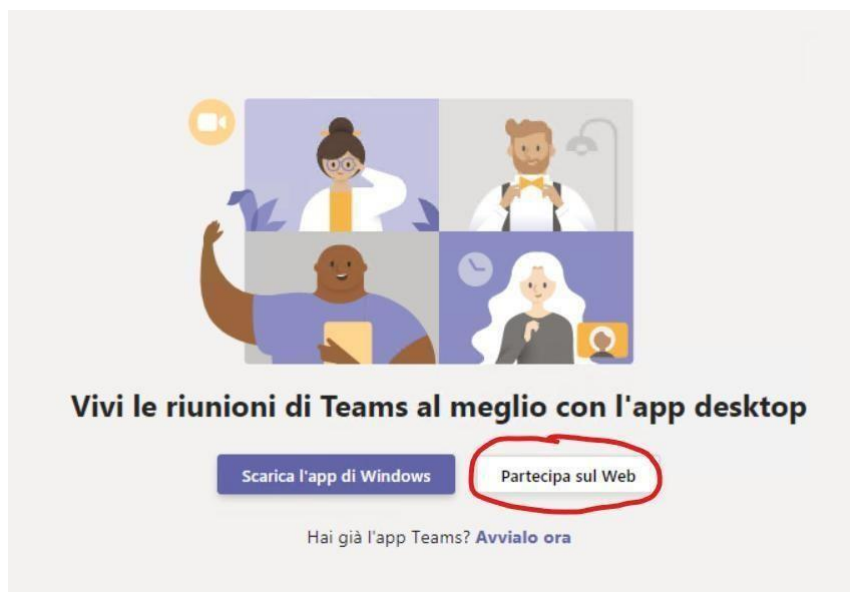 Vivi le riunioni di Teams al meglio con l'app desktop
Scarica l'app di Windows
Partecipa sul Web
Hai già l'app Teams? Avvialo ora